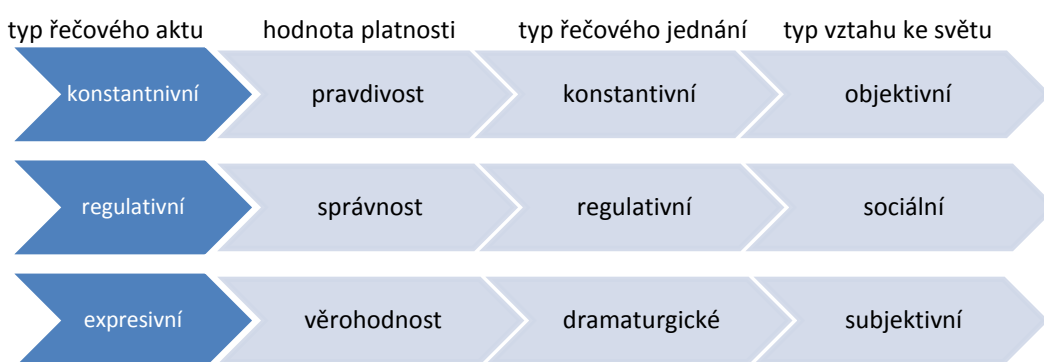 typ řečového aktu hodnota platnosti typ řečového jednání typ vztahu ke světu
konstantnivní pravdivost konstantivní objektivní
regulativní správnost regulativní sociální
expresivní věrohodnost dramaturgické subjektivní